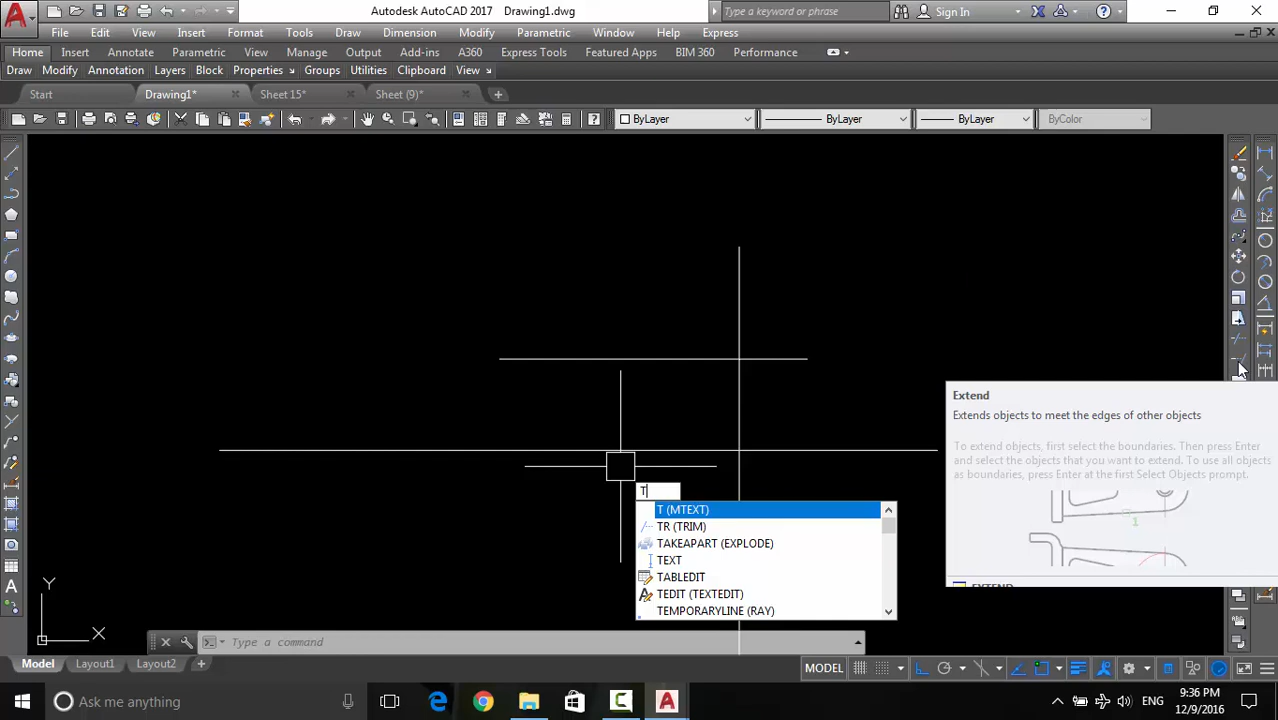 Autodesk AutoCAD 2017 Drawing1.dwg
Type a keyword or phrase
Sign In
File Edit View Insert Format Tools Draw Dimension Modify Parametric Window Help Express
Home Insert Annotate Parametric View Manage Output Add-ins A360 Express Tools Featured Apps BIM 360 Performance
Draw Modify Annotation Layers Block Properties Groups Utilities Clipboard View
Start Drawing1* Sheet 15* Sheet (9)*
ByLayer ByLayer ByLayer ByColor
Extend
Extends objects to meet the edges of other objects
To extend objects, first select the boundaries. Then press Enter
and select the objects that you want to extend. To use all objects
as boundaries, press Enter at the first Select Objects prompt.
1
EXTEND
T
T (MTEXT)
TR (TRIM)
TAKEAPART (EXPLODE)
TEXT
TABLEDIT
TEDIT (TEXTEDIT)
TEMPORARYLINE (RAY)
Y
X
Type a command
Model Layout1 Layout2
MODEL
Ask me anything
ENG
9:36 PM
12/9/2016